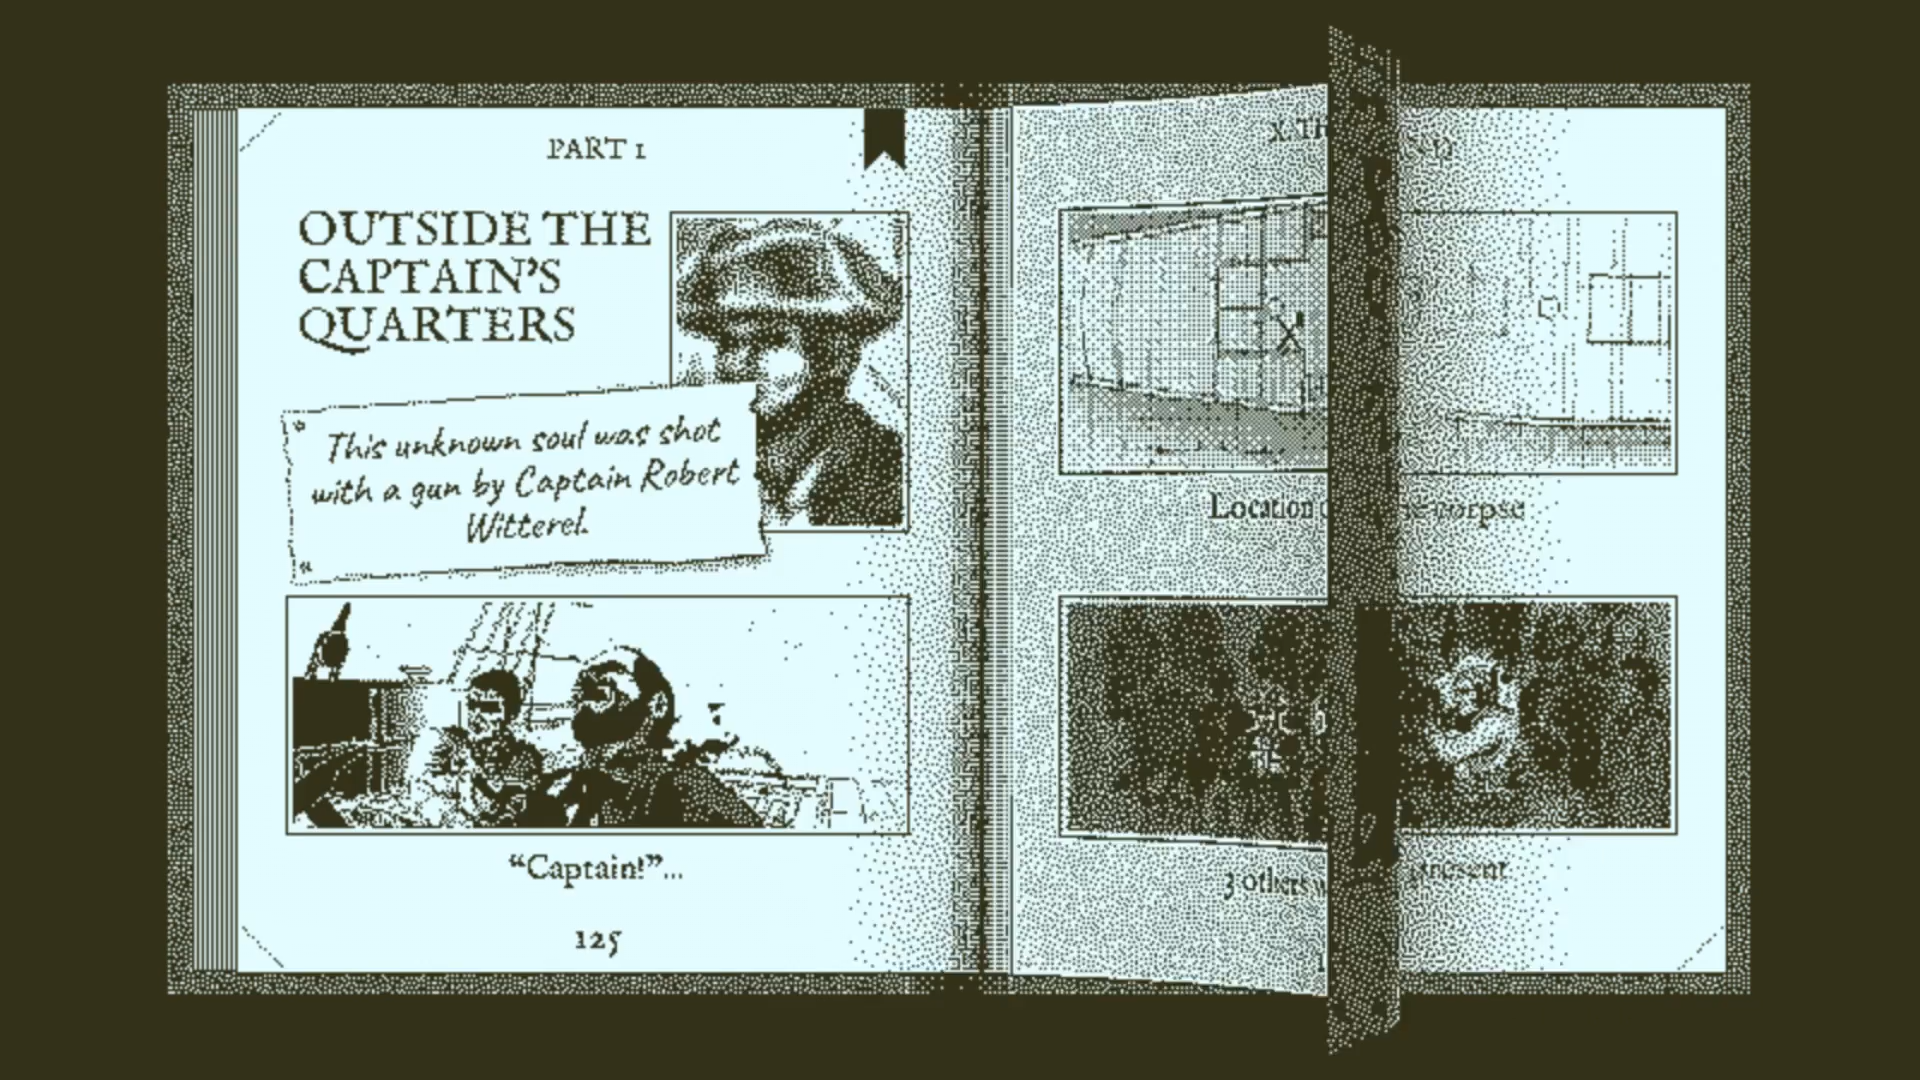 PART 1
OUTSIDE THE
CAPTAIN'S
QUARTERS
This unknown soul was shot
with a gun by Captain Robert
Witterel.
"Captain!"...
125
X. TH
Location
corpse
3 others w
present